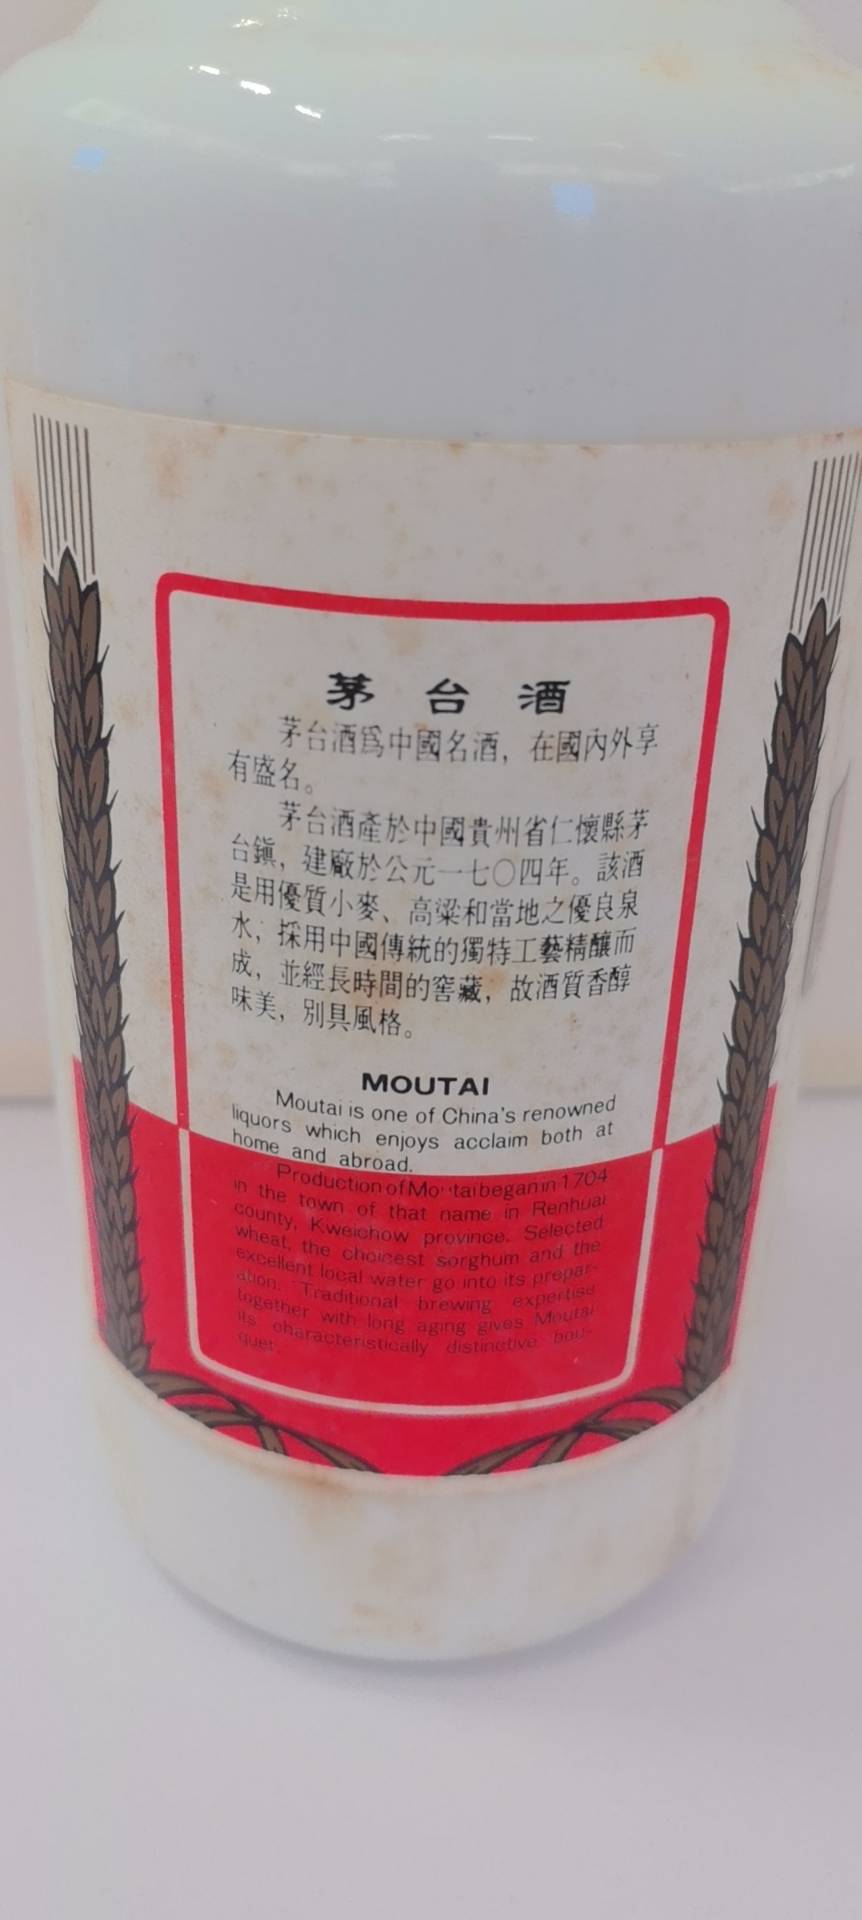 茅台酒
茅台酒爲中國名酒，在國內外享
有盛名。
茅台酒產於中國貴州省仁懷縣茅
台鎮，建廠於公元一七〇四年。該酒
是用優質小麥、高粱和當地之優良泉
水，採用中國傳統的獨特工藝精釀而
成，並經長時間的窖藏，故酒質香醇
味美，別具風格。
MOUTAI
Moutai is one of China's renowned
liquors which enjoys acclaim both at
home and abroad.
Production of Moutai began in 1704
in the town of that name in Renhuai
county, Kweichow province. Selected
wheat, the choicest sorghum and the
excellent local water go into its prepar-
ation. Traditional brewing expertise
together with long aging gives Moutai
its characteristically distinctive bou-
quet.